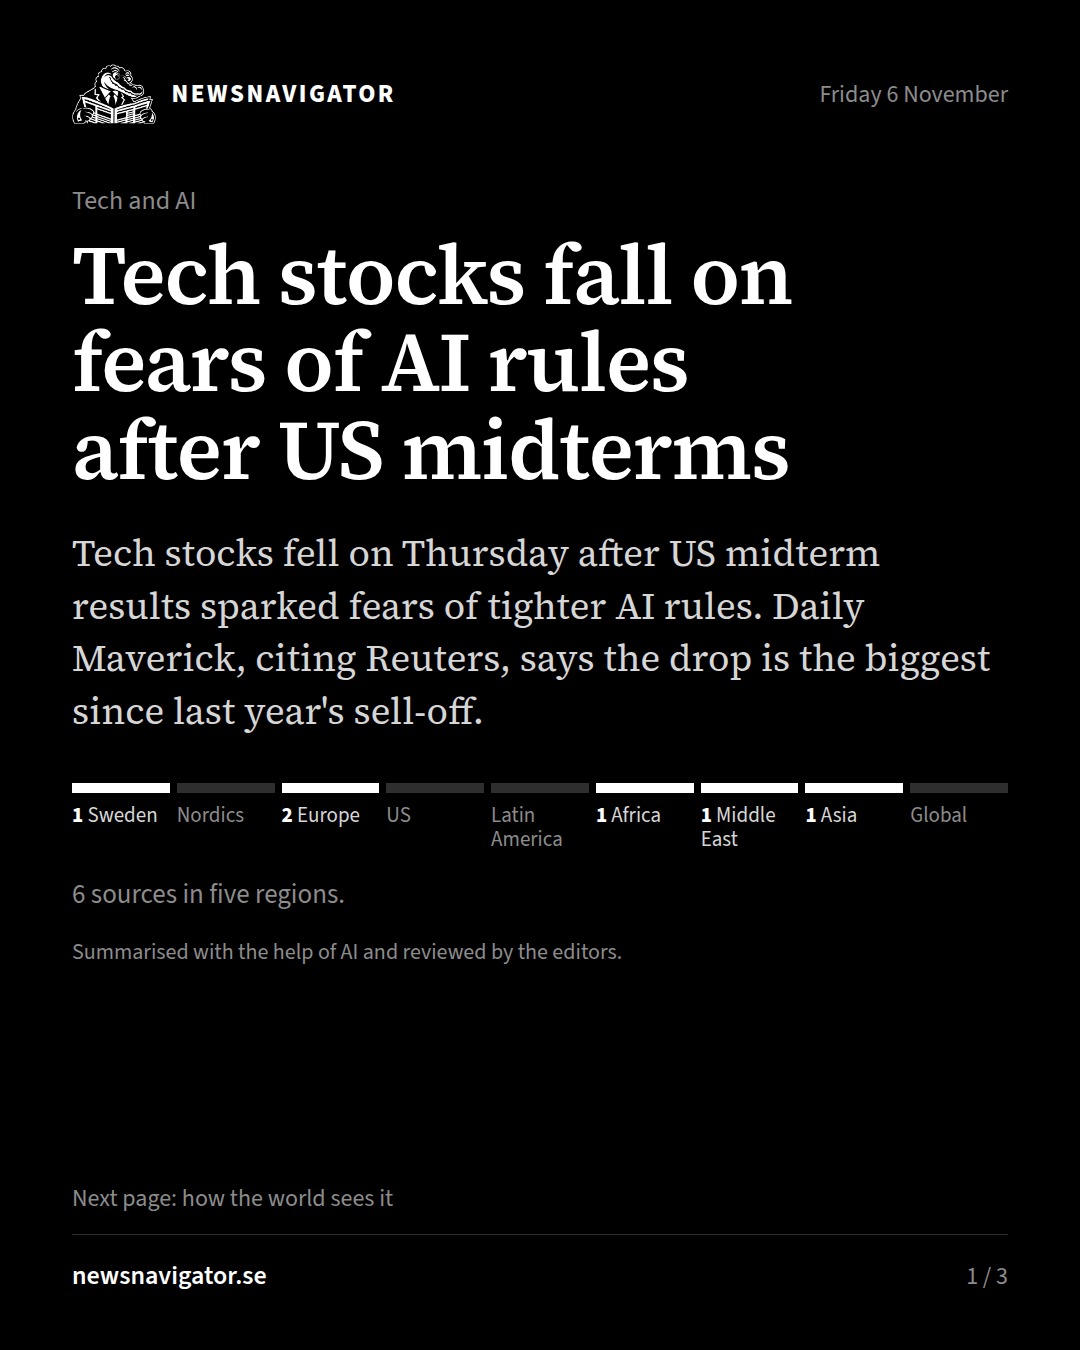 NEWSNAVIGATOR
Friday 6 November
Tech and AI
Tech stocks fall on
fears of AI rules
after US midterms
Tech stocks fell on Thursday after US midterm
results sparked fears of tighter AI rules. Daily
Maverick, citing Reuters, says the drop is the biggest
since last year's sell-off.
1 Sweden
Nordics
2 Europe
US
Latin
America
1 Africa
1 Middle
East
1 Asia
Global
6 sources in five regions.
Summarised with the help of AI and reviewed by the editors.
Next page: how the world sees it
newsnavigator.se
1 / 3